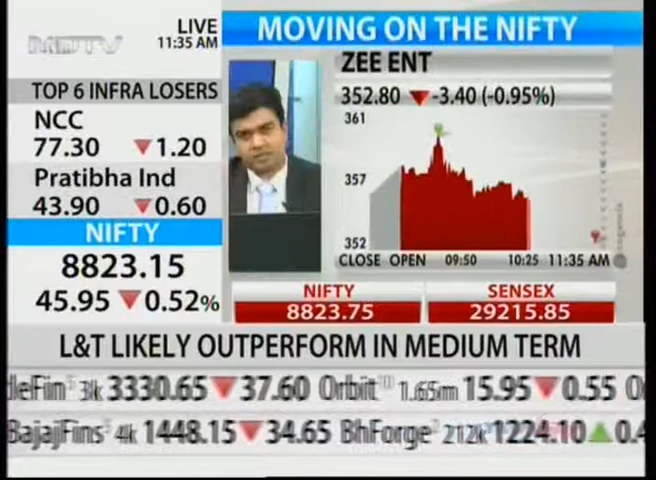 NDTV
LIVE
11:35 AM
MOVING ON THE NIFTY
TOP 6 INFRA LOSERS
NCC
77.30 ▼1.20
Pratibha Ind
43.90 ▼0.60
NIFTY
8823.15
45.95 ▼0.52%
ZEE ENT
352.80 ▼-3.40 (-0.95%)
361
357
352
CLOSE OPEN 09:50 10:25 11:35 AM
NIFTY
8823.75
SENSEX
29215.85
L&T LIKELY OUTPERFORM IN MEDIUM TERM
3k 3330.65 ▼37.60 Orbit 1.65m 15.95 ▼0.55
BajajFins 4k 1448.15 ▼34.65 BhForge 212k 1224.10 ▲0.4